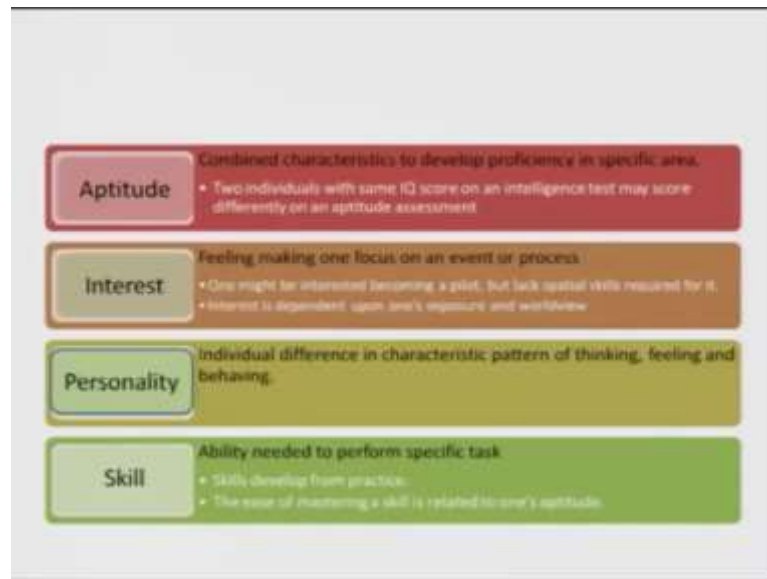 Aptitude
Combined characteristics to develop proficiency in specific area.
• Two individuals with same IQ score on an intelligence test may score
differently on an aptitude assessment
Interest
Feeling making one focus on an event or process
• One might be interested becoming a pilot, but lack spatial skills required for it.
• Interest is dependent upon one's exposure and worldview
Personality
Individual difference in characteristic pattern of thinking, feeling and
behaving.
Skill
Ability needed to perform specific task
• Skills develop from practice.
• The ease of mastering a skill is related to one's aptitude.